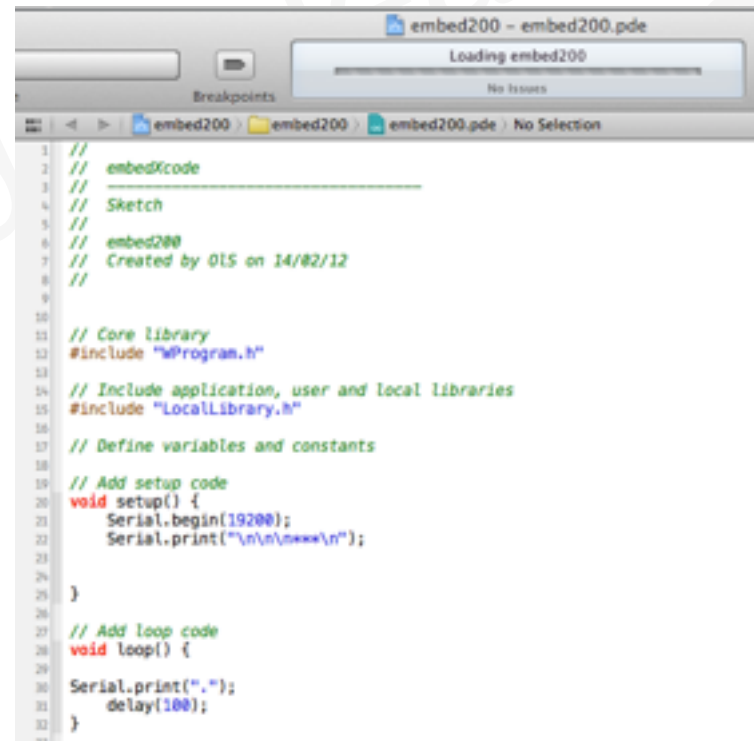 embed200 – embed200.pde
Loading embed200
No Issues
Breakpoints
embed200 embed200 embed200.pde No Selection
1 //
2 // embedXcode
3 // ------------------------------------
4 // Sketch
5 //
6 // embed200
7 // Created by OlS on 14/02/12
8 //
9
10
11 // Core library
12 #include "WProgram.h"
13
14 // Include application, user and local libraries
15 #include "LocalLibrary.h"
16
17 // Define variables and constants
18
19 // Add setup code
20 void setup() {
21 Serial.begin(19200);
22 Serial.print("\n\n\n***\n");
23
24
25 }
26
27 // Add loop code
28 void loop() {
29
30 Serial.print(".");
31 delay(100);
32 }